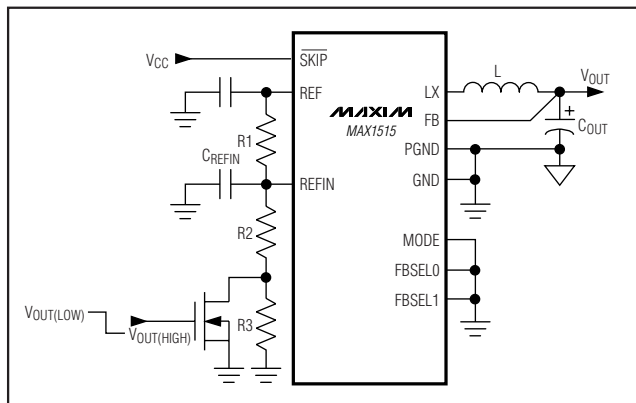 VCC
SKIP
REF
R1
CREFIN
REFIN
R2
VOUT(LOW)
VOUT(HIGH)
R3
MAXIM
MAX1515
LX
FB
PGND
GND
MODE
FBSEL0
FBSEL1
L
VOUT
+
COUT